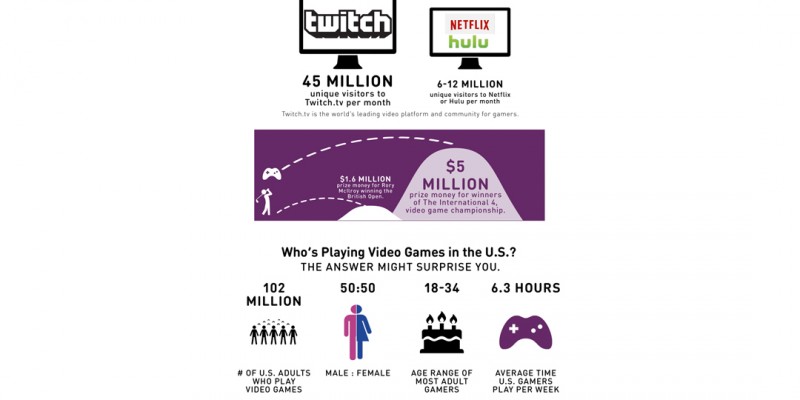 twitch
NETFLIX
hulu
45 MILLION
unique visitors to
Twitch.tv per month
6-12 MILLION
unique visitors to Netflix
or Hulu per month
Twitch.tv is the world's leading video platform and community for gamers.
$1.6 MILLION
prize money for Rory
McIlroy winning the
British Open.
$5
MILLION
prize money for winners
of The International 4,
video game championship.
Who's Playing Video Games in the U.S.?
THE ANSWER MIGHT SURPRISE YOU.
102
MILLION
# OF U.S. ADULTS
WHO PLAY
VIDEO GAMES
50:50
MALE : FEMALE
18-34
AGE RANGE OF
MOST ADULT
GAMERS
6.3 HOURS
AVERAGE TIME
U.S. GAMERS
PLAY PER WEEK